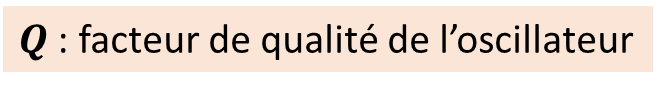 Q : facteur de qualité de l’oscillateur